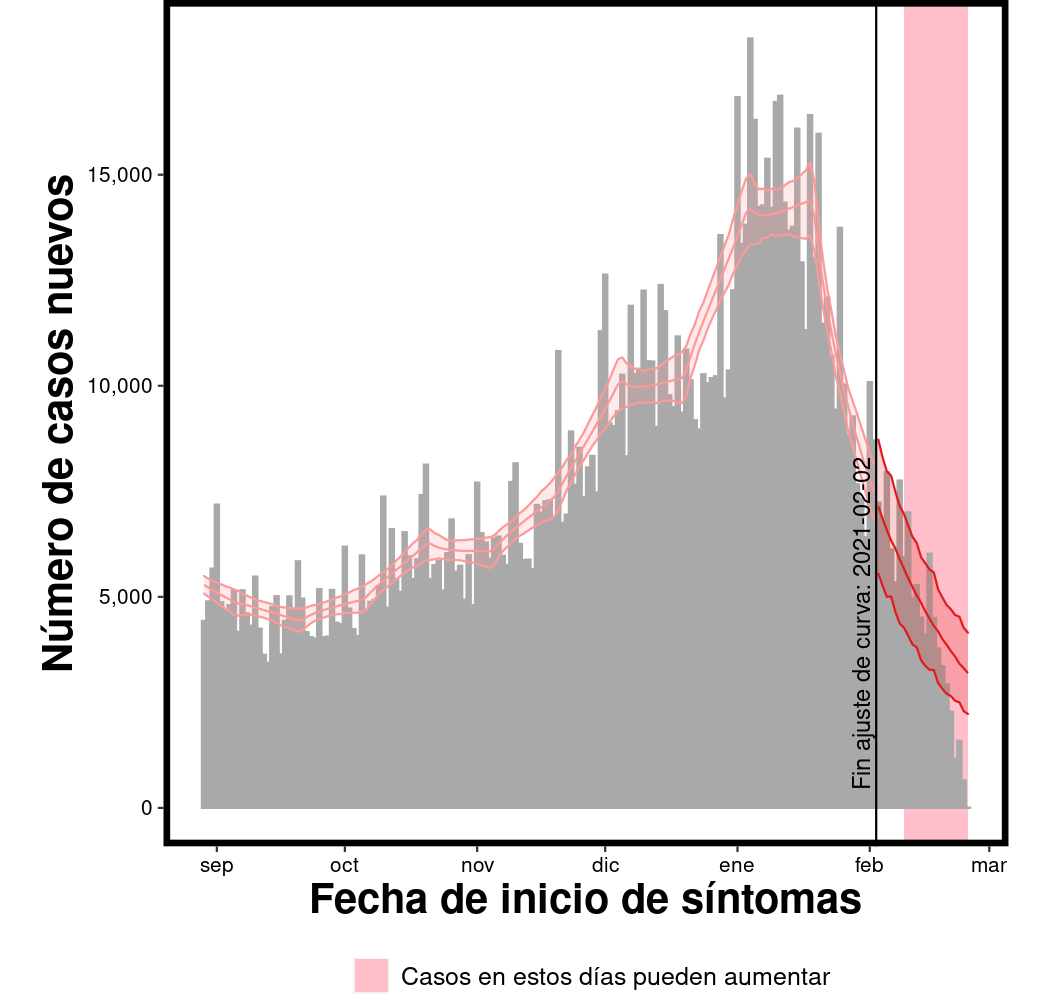 Número de casos nuevos
15,000
10,000
5,000
0
Fin ajuste de curva: 2021-02-02
sep oct nov dic ene feb mar
Fecha de inicio de síntomas
Casos en estos días pueden aumentar